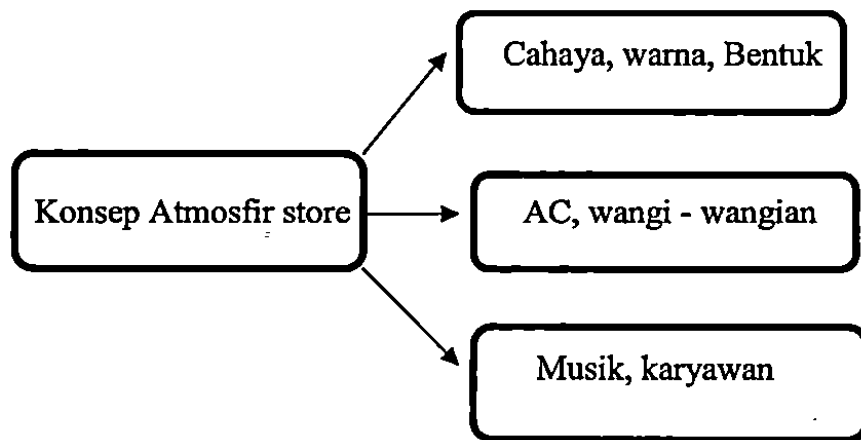 Cahaya, warna, Bentuk
Konsep Atmosfir store
AC, wangi - wangian
Musik, karyawan